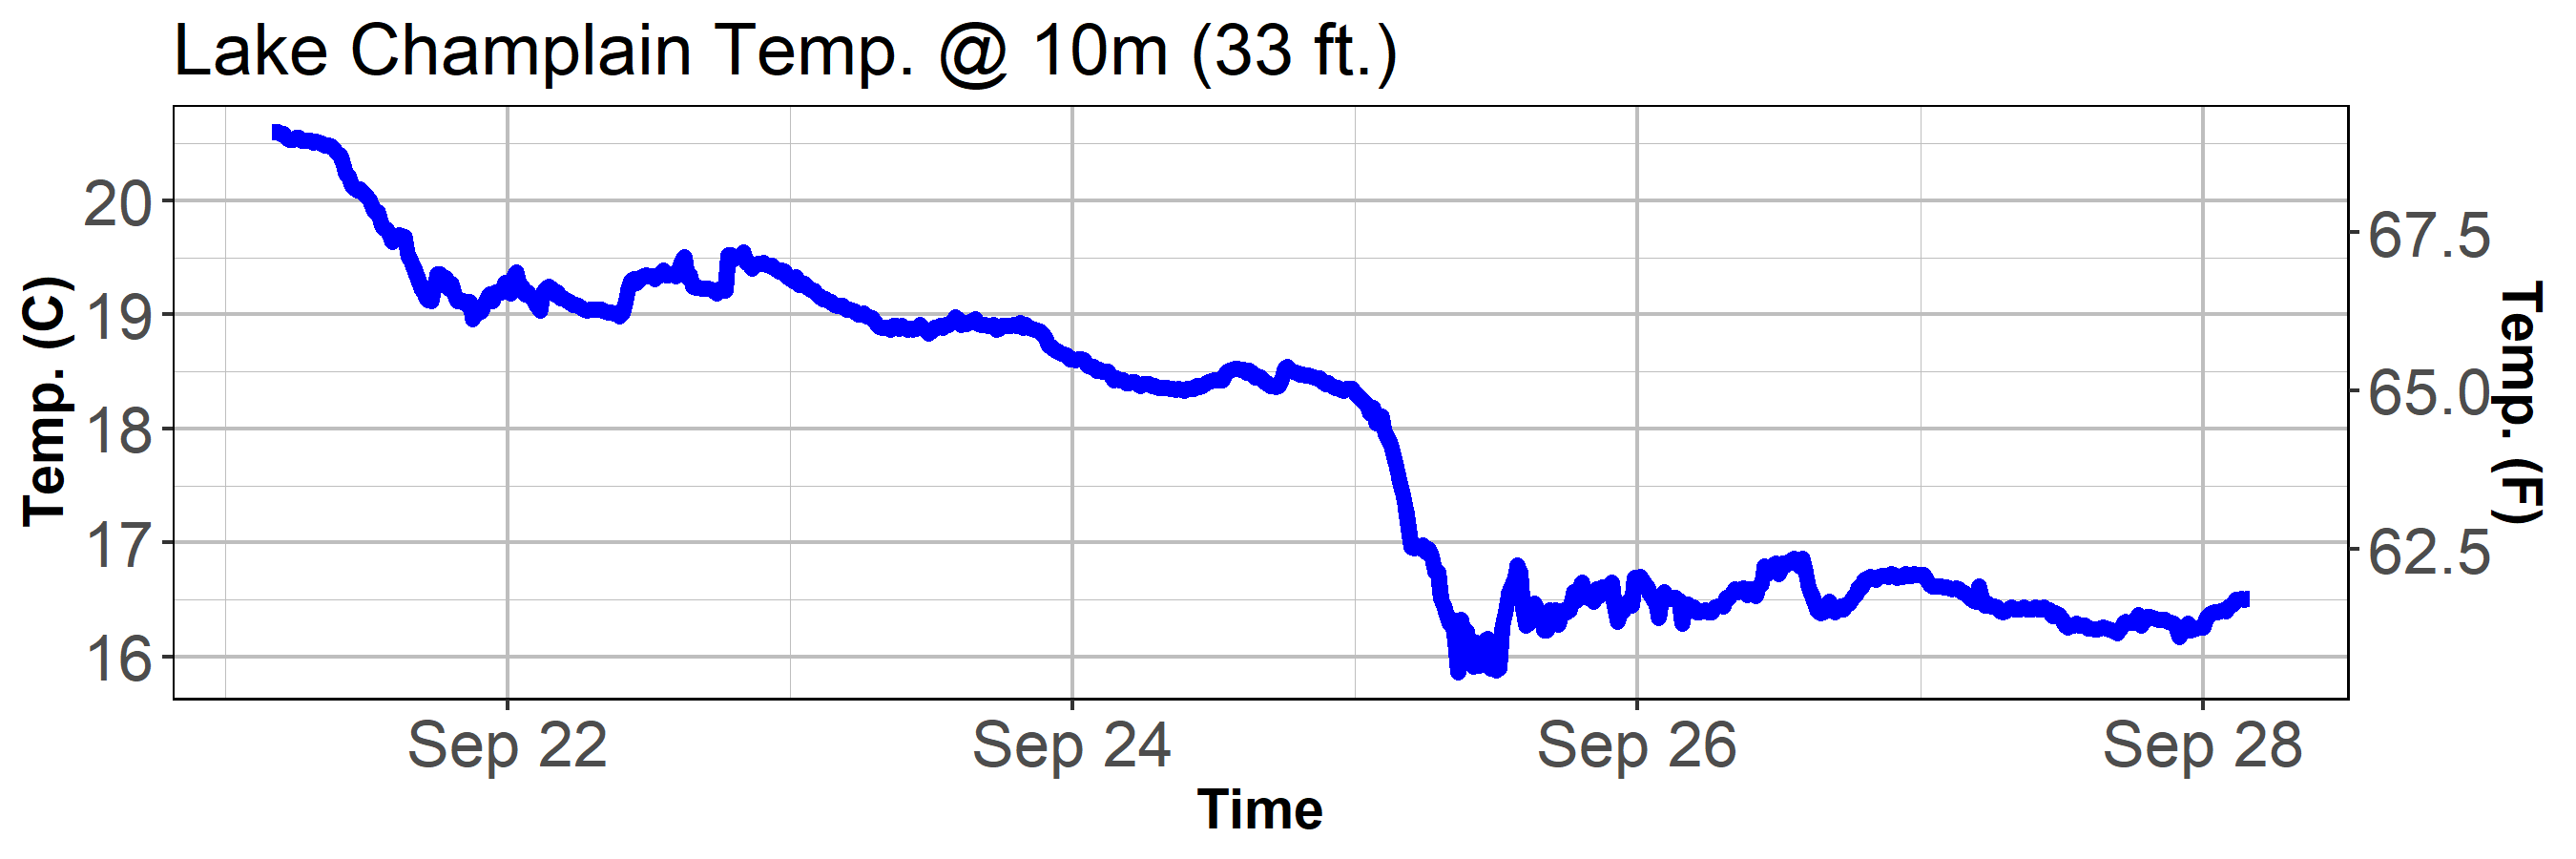 Lake Champlain Temp. @ 10m (33 ft.)
20
19
18
17
16
Temp. (C)
67.5
65.0
62.5
Temp. (F)
Sep 22
Sep 24
Sep 26
Sep 28
Time